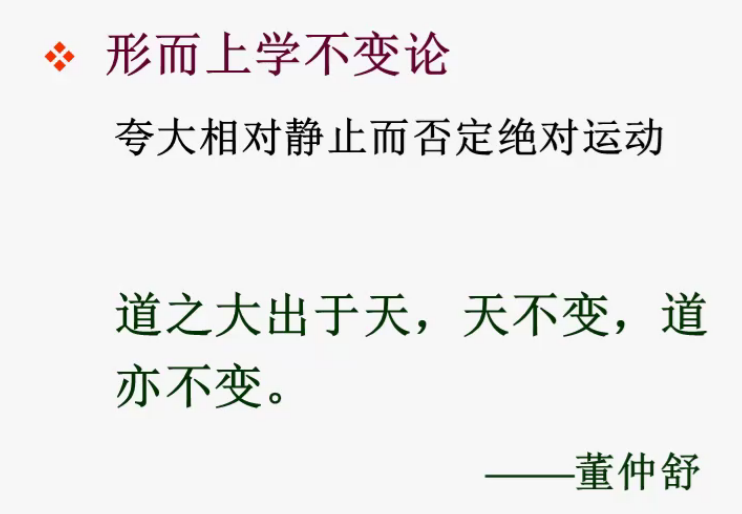 形而上学不变论
夸大相对静止而否定绝对运动
道之大出于天，天不变，道
亦不变。
——董仲舒